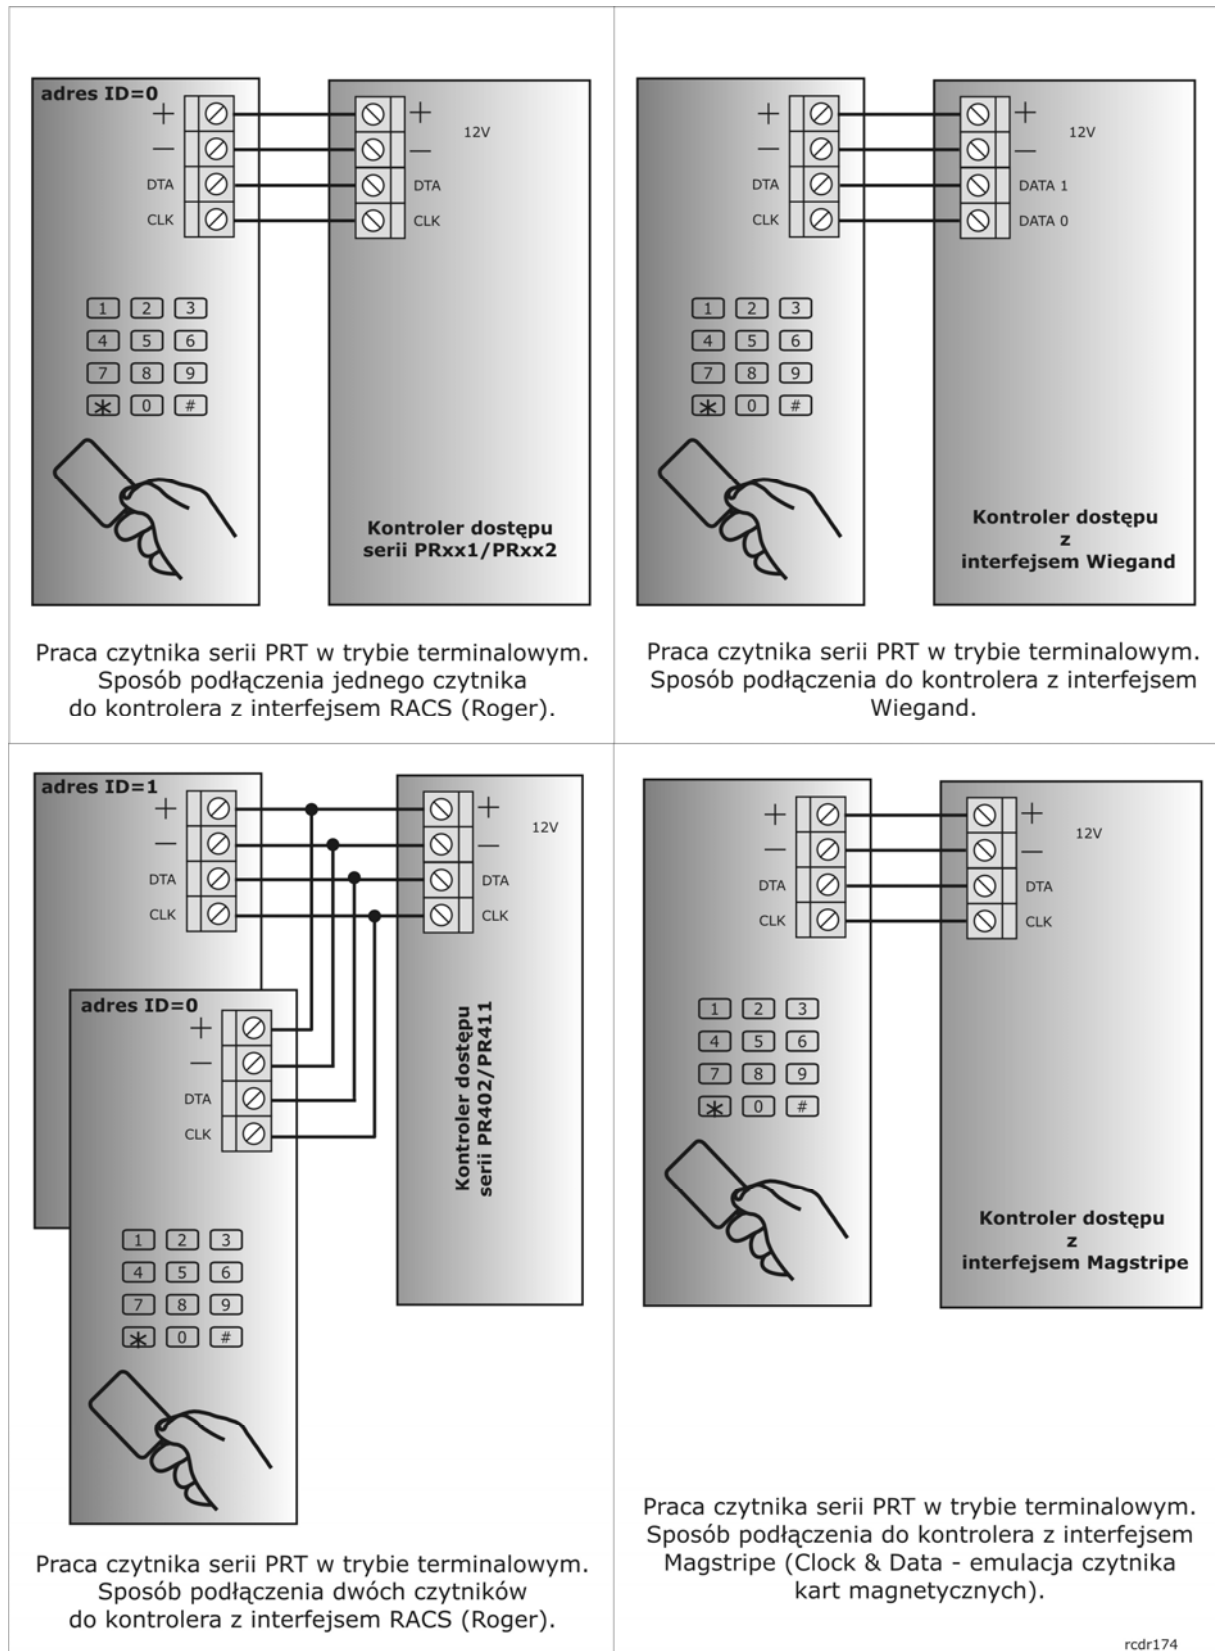 adres ID=0
+
+
—
—
12V
DTA
DTA
CLK
CLK
1 2 3
4 5 6
7 8 9
* 0 #
Kontroler dostępu
serii PRxx1/PRxx2
Praca czytnika serii PRT w trybie terminalowym.
Sposób podłączenia jednego czytnika
do kontrolera z interfejsem RACS (Roger).
+
+
—
—
12V
DTA
DATA 1
CLK
DATA 0
1 2 3
4 5 6
7 8 9
* 0 #
Kontroler dostępu
z
interfejsem Wiegand
Praca czytnika serii PRT w trybie terminalowym.
Sposób podłączenia do kontrolera z interfejsem
Wiegand.
adres ID=1
+
+
—
—
12V
DTA
DTA
CLK
CLK
adres ID=0
+
—
DTA
CLK
Kontroler dostępu
serii PR402/PR411
1 2 3
4 5 6
7 8 9
* 0 #
Praca czytnika serii PRT w trybie terminalowym.
Sposób podłączenia dwóch czytników
do kontrolera z interfejsem RACS (Roger).
+
+
—
—
12V
DTA
DTA
CLK
CLK
1 2 3
4 5 6
7 8 9
* 0 #
Kontroler dostępu
z
interfejsem Magstripe
Praca czytnika serii PRT w trybie terminalowym.
Sposób podłączenia do kontrolera z interfejsem
Magstripe (Clock & Data - emulacja czytnika
kart magnetycznych).
rcdr174